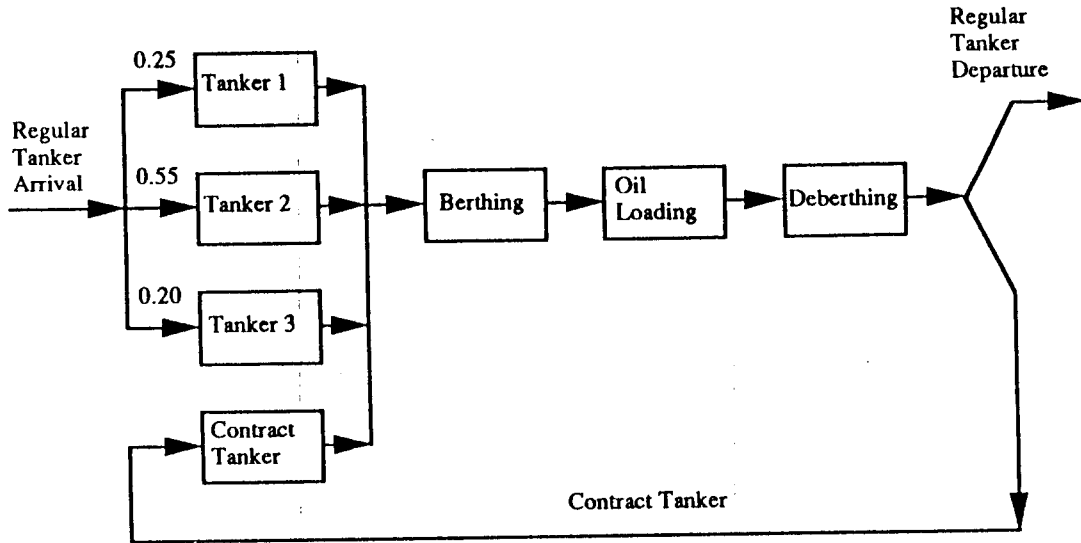 Regular
Tanker
Departure
0.25
Tanker 1
Regular
Tanker
Arrival
0.55
Tanker 2
Berthing
Oil
Loading
Deberthing
0.20
Tanker 3
Contract
Tanker
Contract Tanker